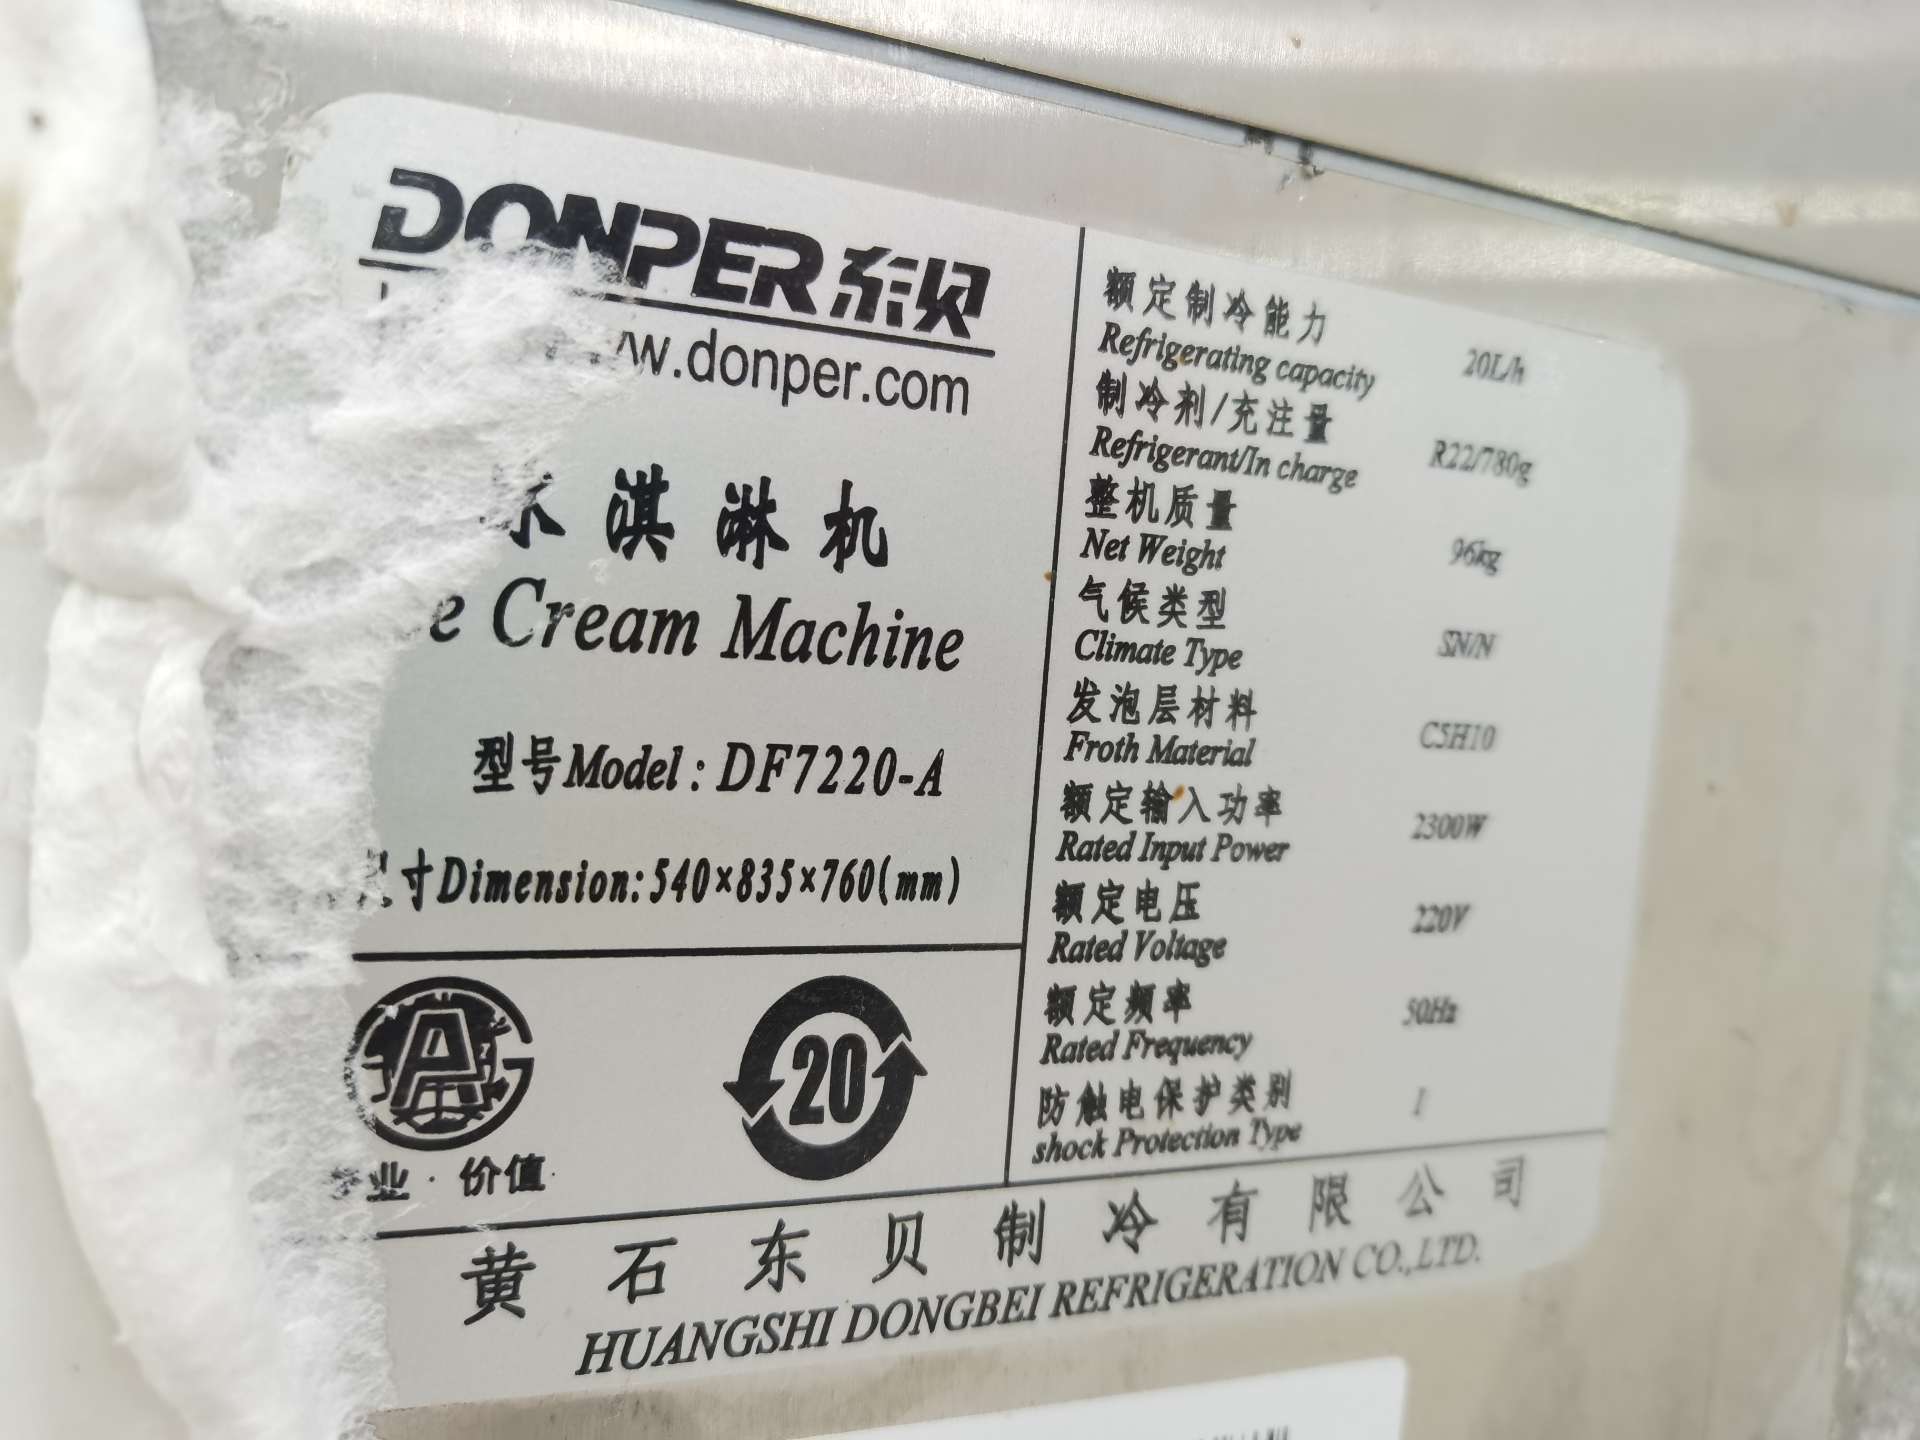 DONPER东贝
w.donper.com
淇淋机
e Cream Machine
型号Model: DF7220-A
寸Dimension:540×835×760(mm)
20
业·价值
额定制冷能力
Refrigerating capacity 20L/h
制冷剂/充注量
Refrigerant/In charge R22/780g
整机质量
Net Weight 96kg
气候类型
Climate Type SN/N
发泡层材料
Froth Material C5H10
额定输入功率
Rated Input Power 2300W
额定电压
Rated Voltage 220V
额定频率
Rated Frequency 50Hz
防触电保护类别
shock Protection Type I
黄石东贝制冷有限公司
HUANGSHI DONGBEI REFRIGERATION CO.,LTD.